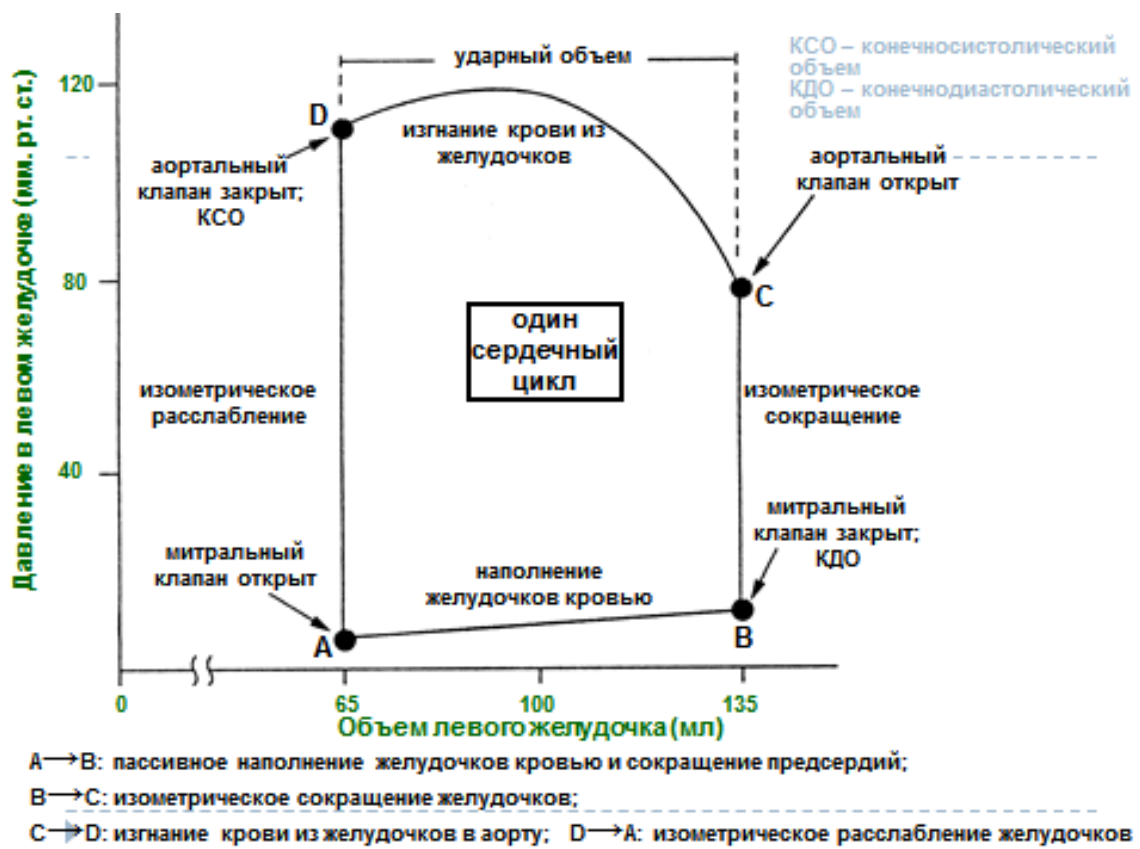 КСО – конечносистолический
объем
КДО – конечнодиастолический
объем
ударный объем
120
D
изгнание крови из
желудочков
аортальный
клапан закрыт;
КСО
аортальный
клапан открыт
Давление в левом желудочке (мм. рт. ст.)
80
C
один
сердечный
цикл
изометрическое
расслабление
изометрическое
сокращение
40
митральный
клапан закрыт;
КДО
митральный
клапан открыт
наполнение
желудочков кровью
A
B
0
65
100
135
Объем левого желудочка (мл)
A→B: пассивное наполнение желудочков кровью и сокращение предсердий;
B→C: изометрическое сокращение желудочков;
C→D: изгнание крови из желудочков в аорту; D→A: изометрическое расслабление желудочков